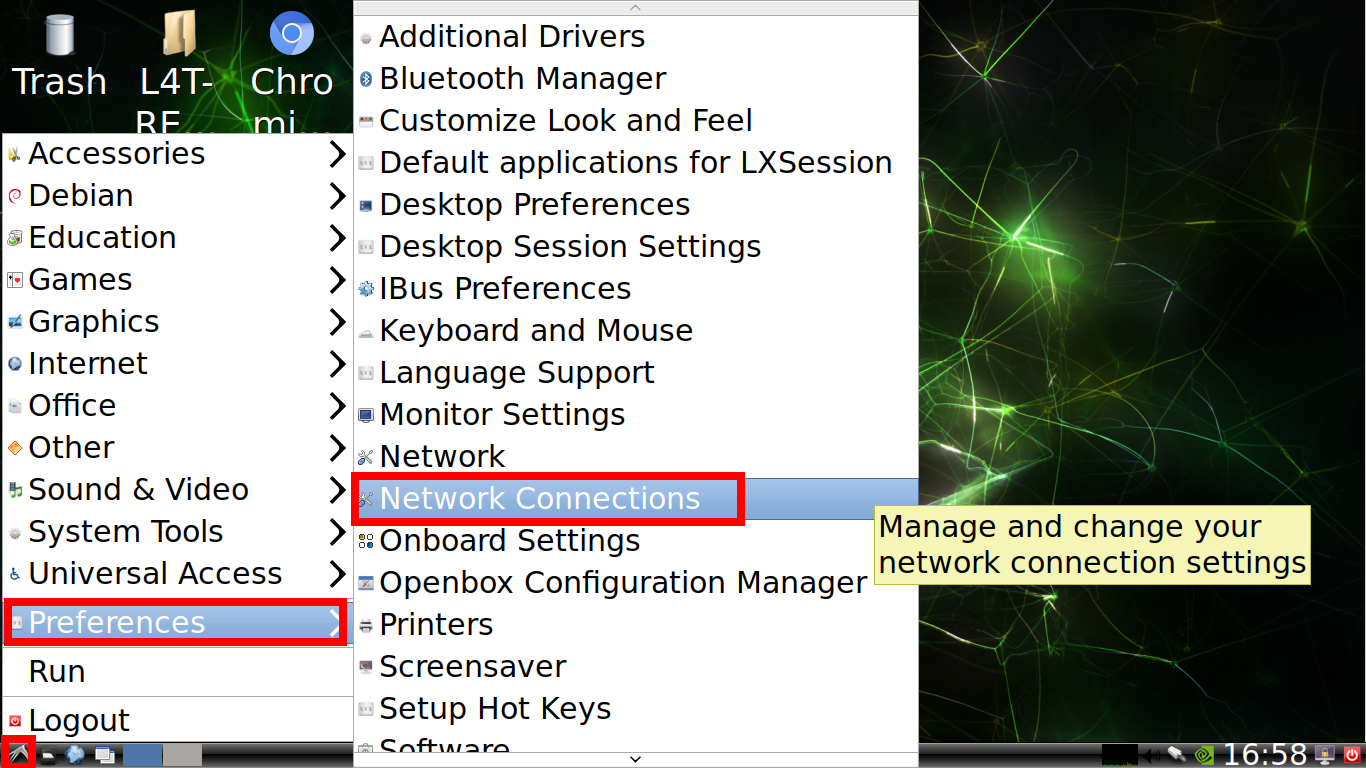 Trash
L4T-
RE...
Chro
mi...
Accessories
Debian
Education
Games
Graphics
Internet
Office
Other
Sound & Video
System Tools
Universal Access
Preferences
Run
Logout
Additional Drivers
Bluetooth Manager
Customize Look and Feel
Default applications for LXSession
Desktop Preferences
Desktop Session Settings
IBus Preferences
Keyboard and Mouse
Language Support
Monitor Settings
Network
Network Connections
Onboard Settings
Openbox Configuration Manager
Printers
Screensaver
Setup Hot Keys
Software
Manage and change your
network connection settings
16:58